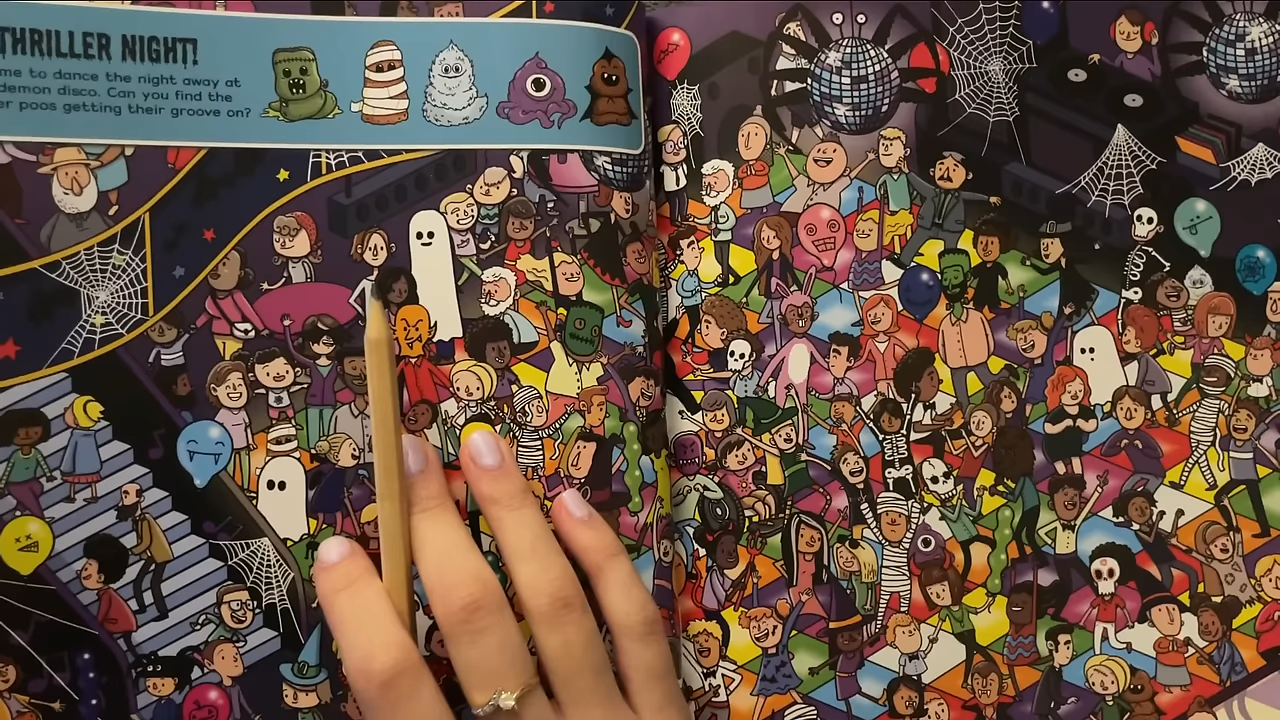 THRILLER NIGHT!
me to dance the night away at
demon disco. Can you find the
er poos getting their groove on?